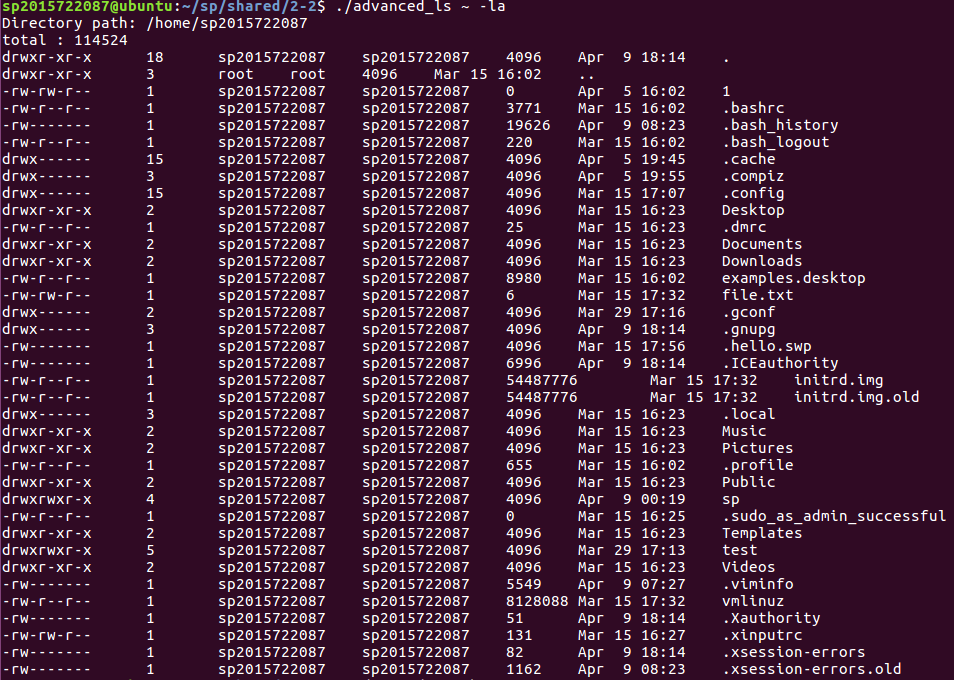 sp2015722087@ubuntu:~/sp/shared/2-2$ ./advanced_ls ~ -la
Directory path: /home/sp2015722087
total : 114524
drwxr-xr-x 18 sp2015722087 sp2015722087 4096 Apr 9 18:14 .
drwxr-xr-x 3 root root 4096 Mar 15 16:02 ..
-rw-rw-r-- 1 sp2015722087 sp2015722087 0 Apr 5 16:02 1
-rw-r--r-- 1 sp2015722087 sp2015722087 3771 Mar 15 16:02 .bashrc
-rw------- 1 sp2015722087 sp2015722087 19626 Apr 9 08:23 .bash_history
-rw-r--r-- 1 sp2015722087 sp2015722087 220 Mar 15 16:02 .bash_logout
drwx------ 15 sp2015722087 sp2015722087 4096 Apr 5 19:45 .cache
drwx------ 3 sp2015722087 sp2015722087 4096 Apr 5 19:55 .compiz
drwx------ 15 sp2015722087 sp2015722087 4096 Mar 15 17:07 .config
drwxr-xr-x 2 sp2015722087 sp2015722087 4096 Mar 15 16:23 Desktop
-rw-r--r-- 1 sp2015722087 sp2015722087 25 Mar 15 16:23 .dmrc
drwxr-xr-x 2 sp2015722087 sp2015722087 4096 Mar 15 16:23 Documents
drwxr-xr-x 2 sp2015722087 sp2015722087 4096 Mar 15 16:23 Downloads
-rw-r--r-- 1 sp2015722087 sp2015722087 8980 Mar 15 16:02 examples.desktop
-rw-rw-r-- 1 sp2015722087 sp2015722087 6 Mar 15 17:32 file.txt
drwx------ 2 sp2015722087 sp2015722087 4096 Mar 29 17:16 .gconf
drwx------ 3 sp2015722087 sp2015722087 4096 Apr 9 18:14 .gnupg
-rw------- 1 sp2015722087 sp2015722087 4096 Mar 15 17:56 .hello.swp
-rw------- 1 sp2015722087 sp2015722087 6996 Apr 9 18:14 .ICEauthority
-rw-r--r-- 1 sp2015722087 sp2015722087 54487776 Mar 15 17:32 initrd.img
-rw-r--r-- 1 sp2015722087 sp2015722087 54487776 Mar 15 17:32 initrd.img.old
drwx------ 3 sp2015722087 sp2015722087 4096 Mar 15 16:23 .local
drwxr-xr-x 2 sp2015722087 sp2015722087 4096 Mar 15 16:23 Music
drwxr-xr-x 2 sp2015722087 sp2015722087 4096 Mar 15 16:23 Pictures
-rw-r--r-- 1 sp2015722087 sp2015722087 655 Mar 15 16:02 .profile
drwxr-xr-x 2 sp2015722087 sp2015722087 4096 Mar 15 16:23 Public
drwxrwxr-x 4 sp2015722087 sp2015722087 4096 Apr 9 00:19 sp
-rw-r--r-- 1 sp2015722087 sp2015722087 0 Mar 15 16:25 .sudo_as_admin_successful
drwxr-xr-x 2 sp2015722087 sp2015722087 4096 Mar 15 16:23 Templates
drwxrwxr-x 5 sp2015722087 sp2015722087 4096 Mar 29 17:13 test
drwxr-xr-x 2 sp2015722087 sp2015722087 4096 Mar 15 16:23 Videos
-rw------- 1 sp2015722087 sp2015722087 5549 Apr 9 07:27 .viminfo
-rw-r--r-- 1 sp2015722087 sp2015722087 8128088 Mar 15 17:32 vmlinuz
-rw------- 1 sp2015722087 sp2015722087 51 Apr 9 18:14 .Xauthority
-rw-rw-r-- 1 sp2015722087 sp2015722087 131 Mar 15 16:27 .xinputrc
-rw------- 1 sp2015722087 sp2015722087 82 Apr 9 18:14 .xsession-errors
-rw------- 1 sp2015722087 sp2015722087 1162 Apr 9 08:23 .xsession-errors.old